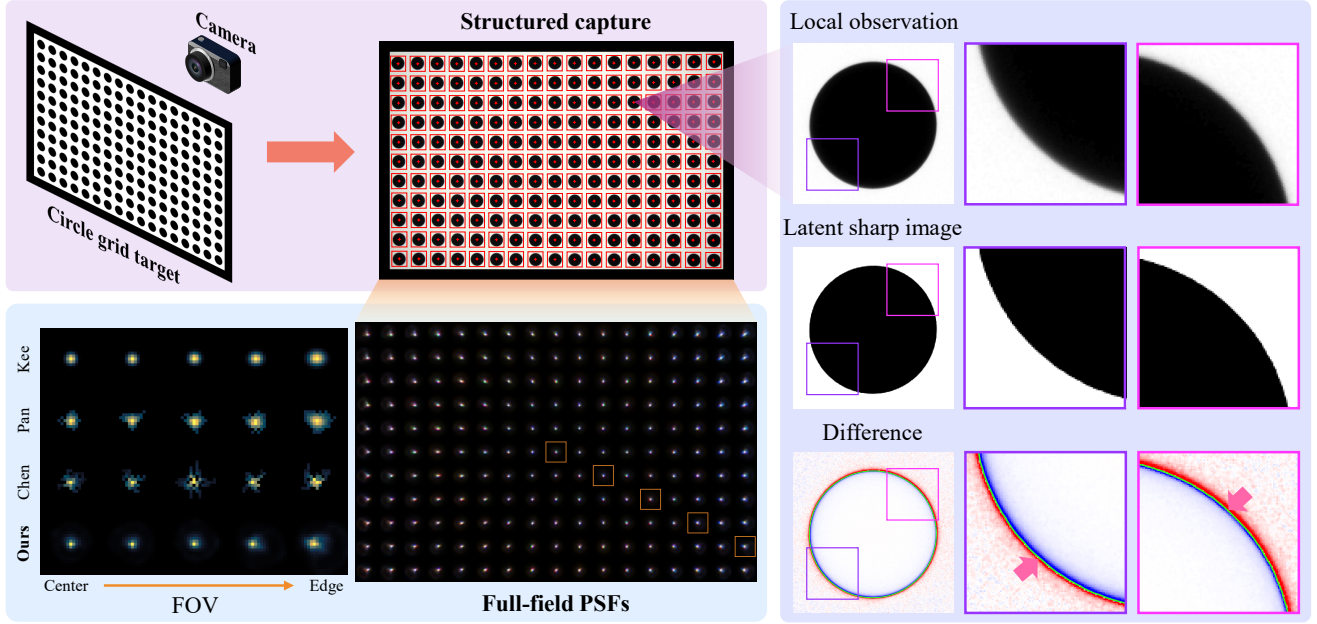 Camera
Circle grid target
Structured capture
Local observation
Latent sharp image
Difference
Kee
Pan
Chen
Ours
Center
Edge
FOV
Full-field PSFs